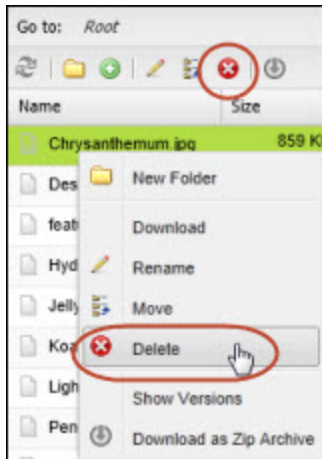 Go to: Root
Name Size
Chrysanthemum.jpg 859 K
Des
New Folder
feat
Download
Hyd
Rename
Jelly
Move
Koa
Delete
Ligh
Show Versions
Pen
Download as Zip Archive